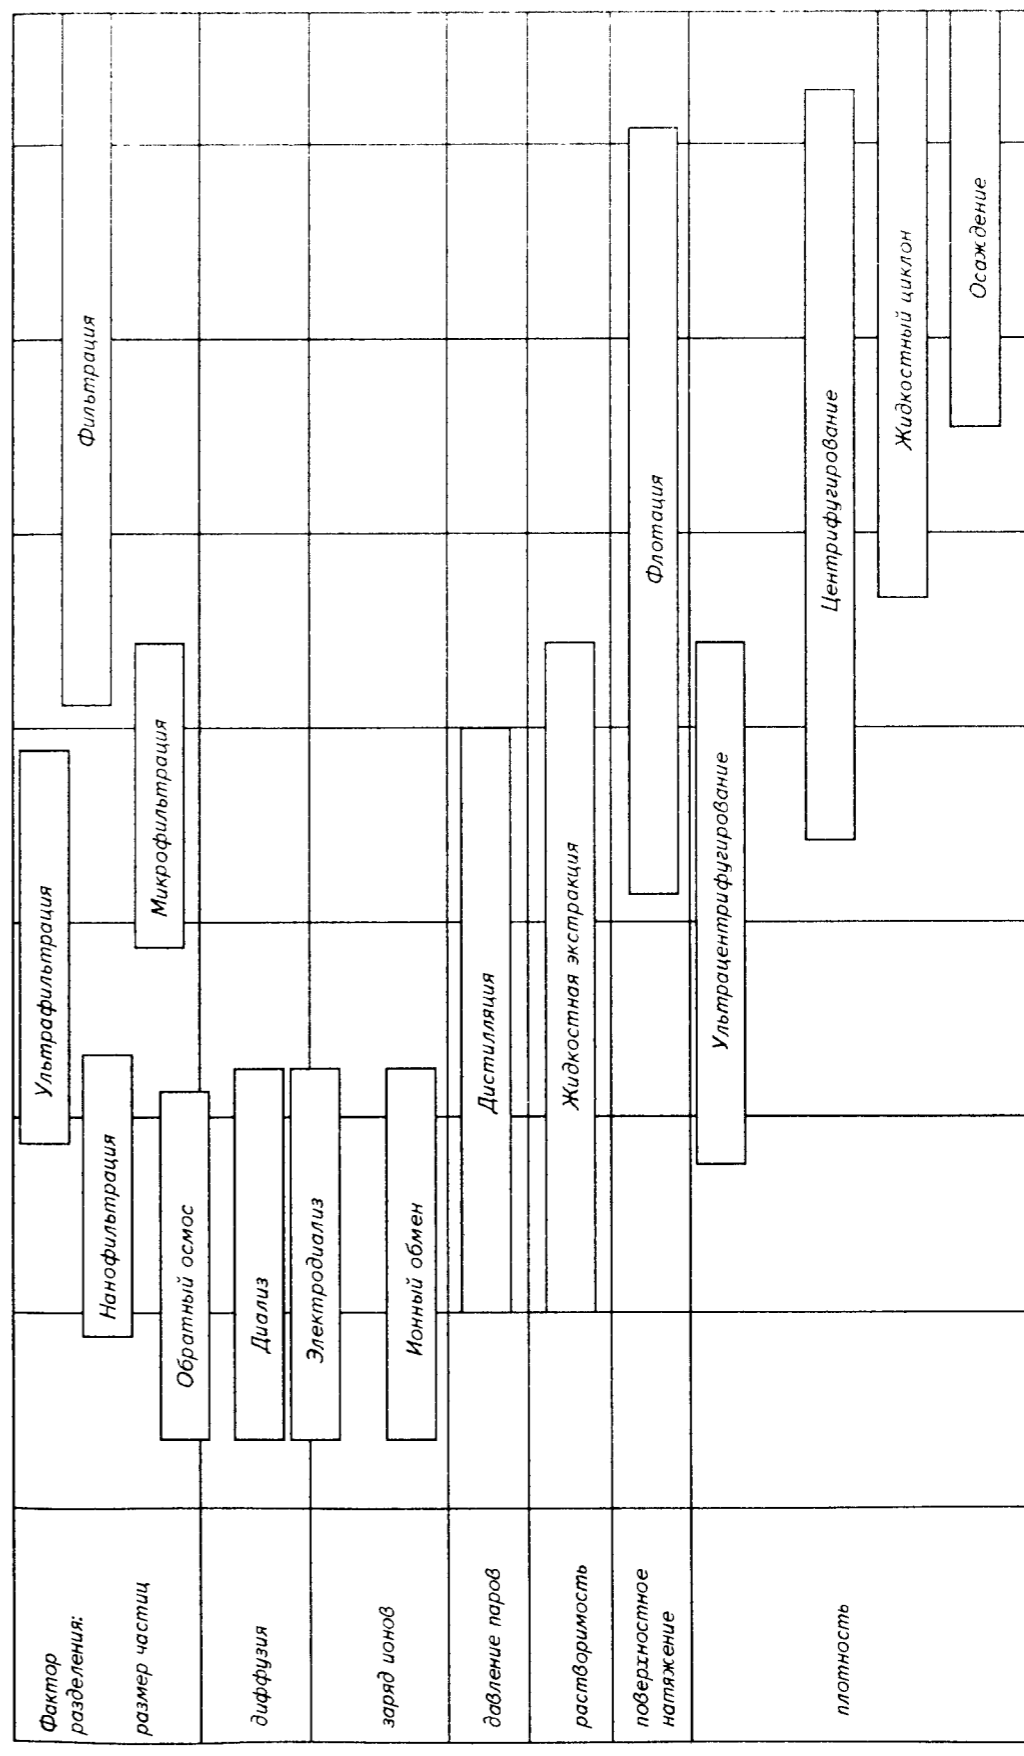 Фактор
разделения:
размер частиц
Ультрафильтрация
Нанофильтрация
Фильтрация
Микрофильтрация
Обратный осмос
диффузия
Диализ
Электродиализ
заряд ионов
Ионный обмен
давление паров
Дистилляция
растворимость
Жидкостная экстракция
поверхностное
натяжение
Флотация
плотность
Ультрацентрифугирование
Центрифугирование
Жидкостный циклон
Осаждение